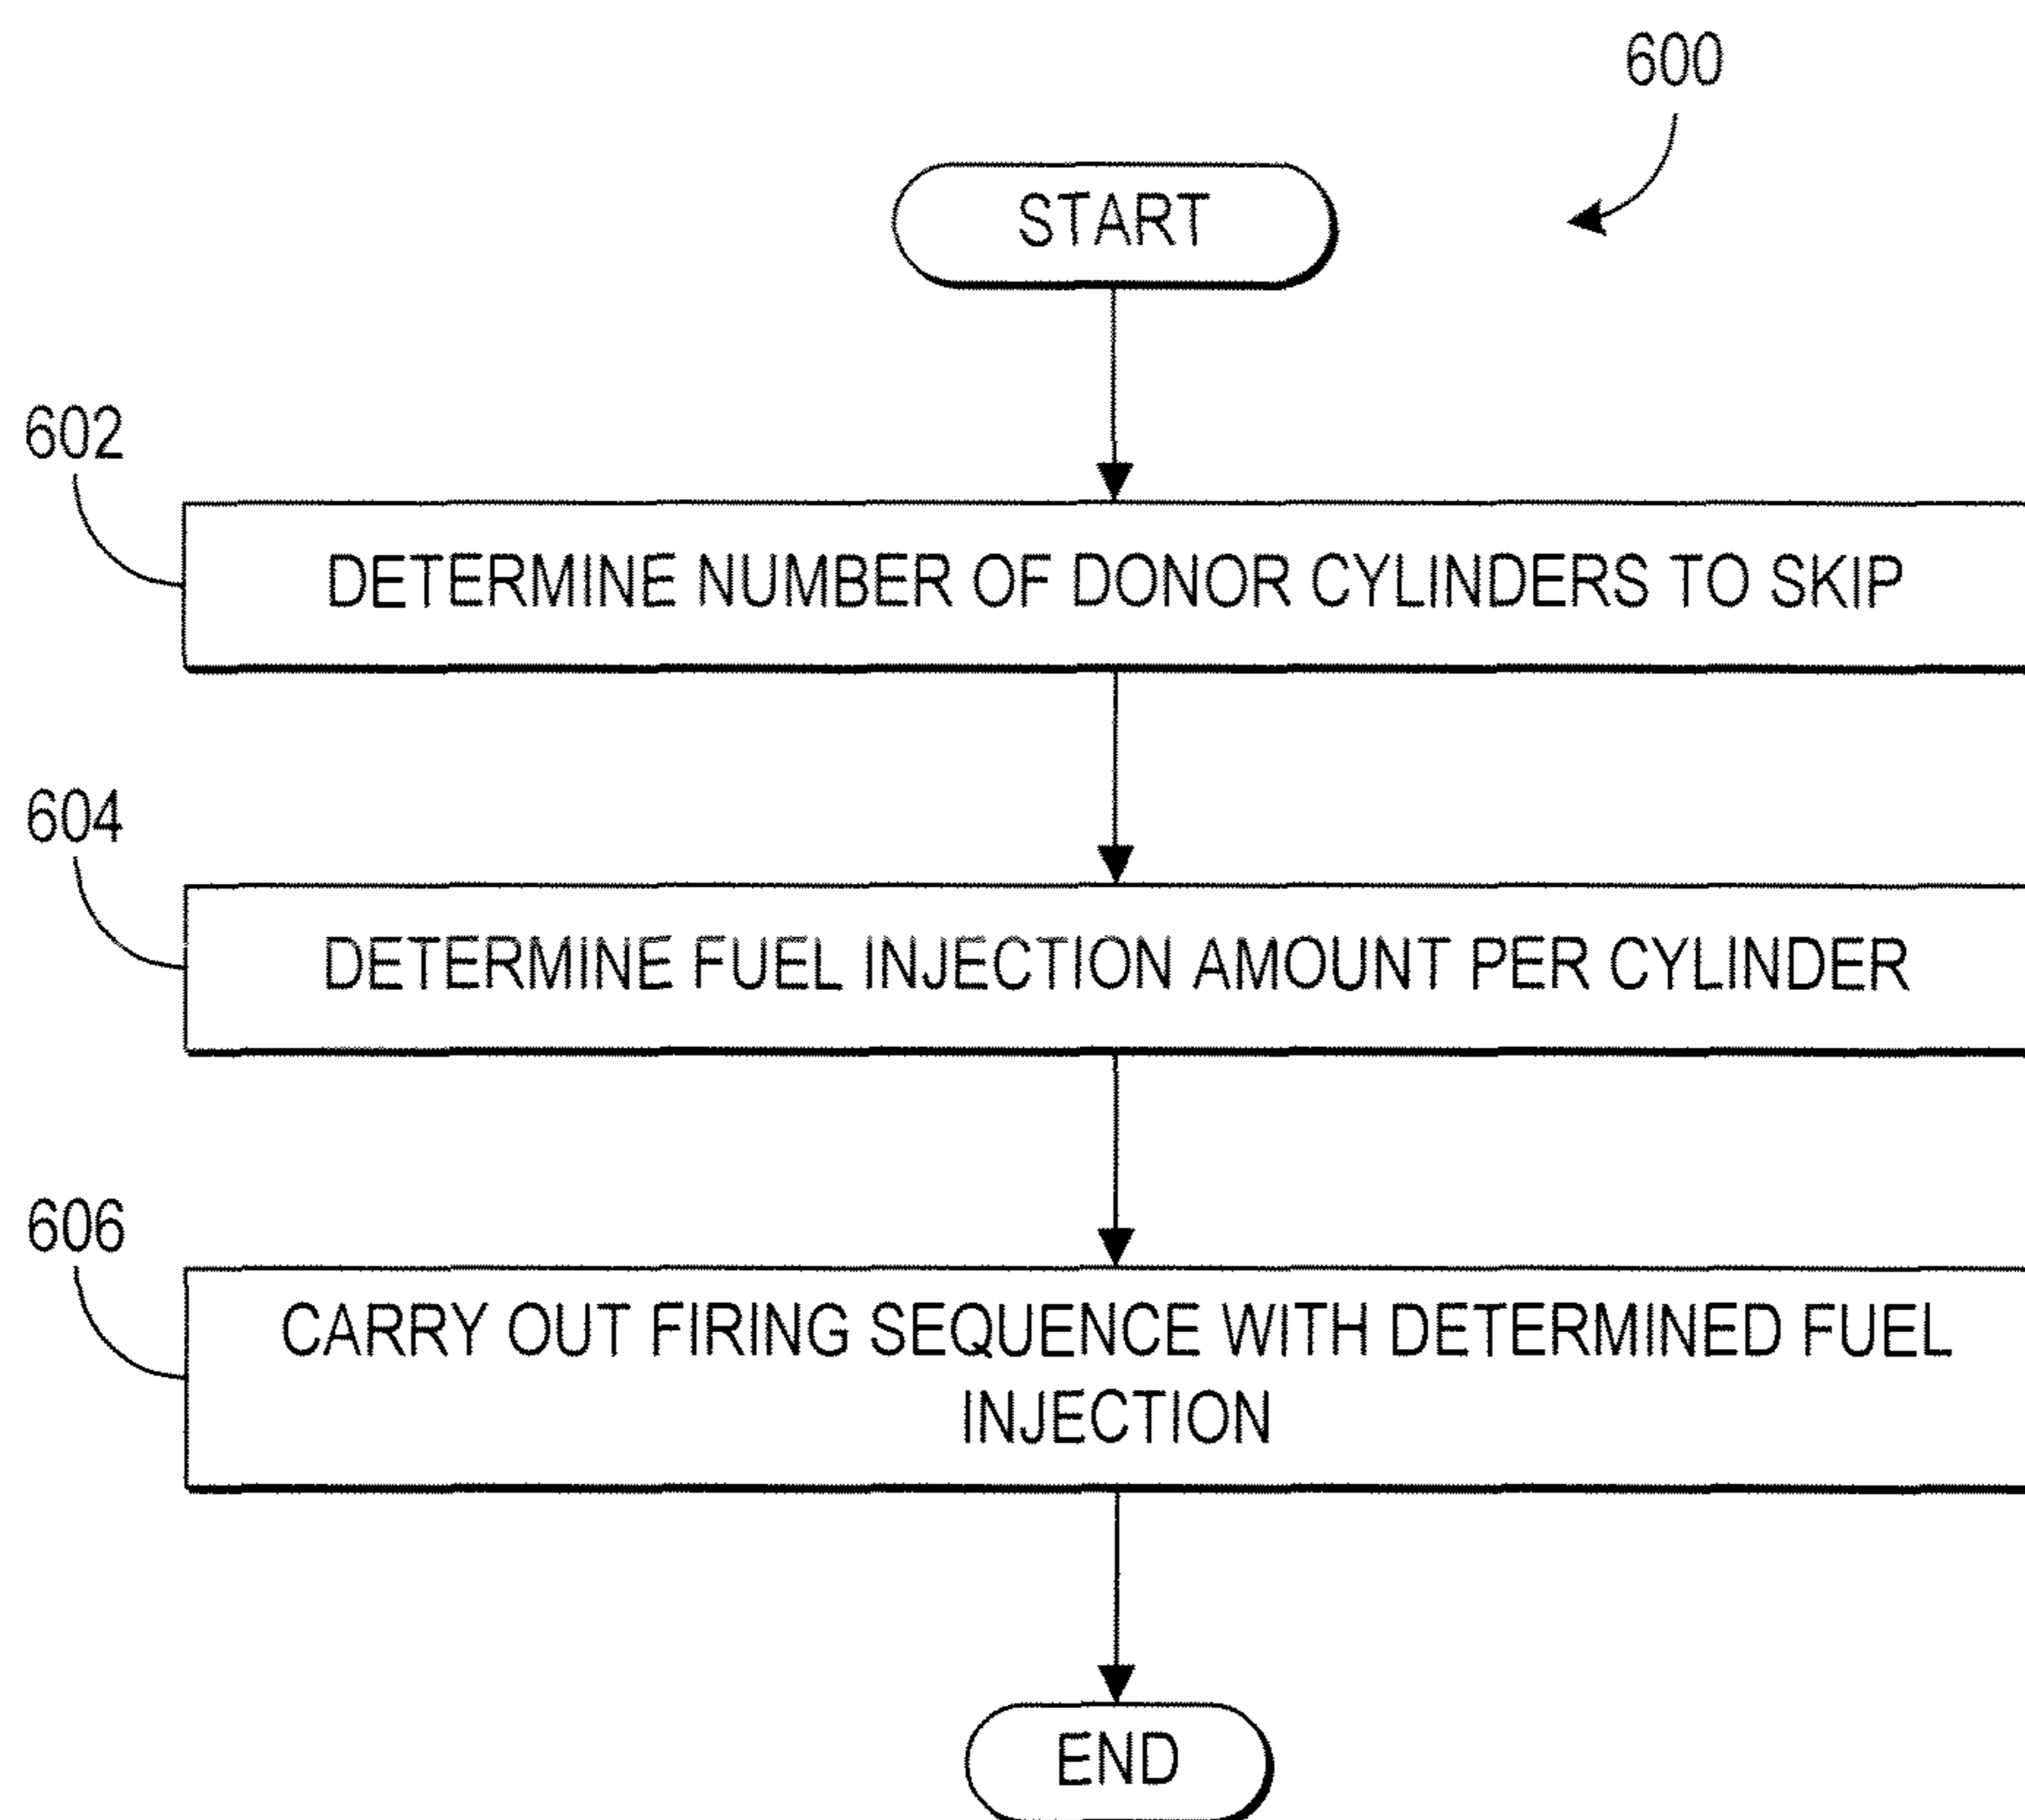 600
START
602
DETERMINE NUMBER OF DONOR CYLINDERS TO SKIP
604
DETERMINE FUEL INJECTION AMOUNT PER CYLINDER
606
CARRY OUT FIRING SEQUENCE WITH DETERMINED FUEL
INJECTION
END